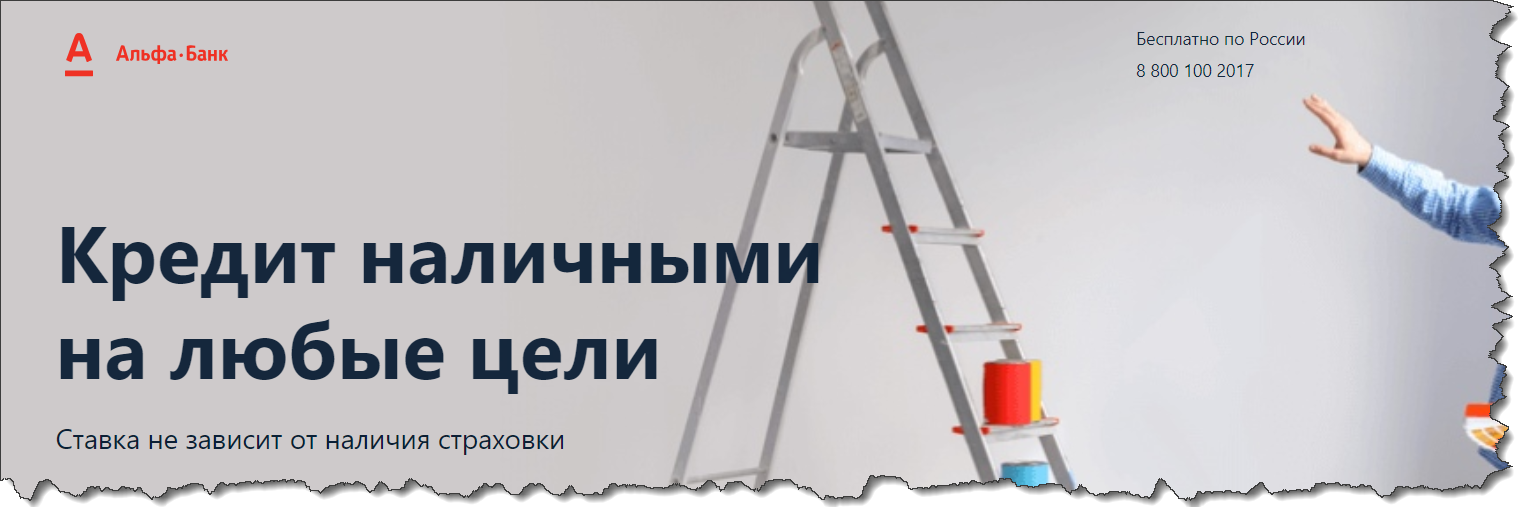 Альфа·Банк
Бесплатно по России
8 800 100 2017
Кредит наличными
на любые цели
Ставка не зависит от наличия страховки